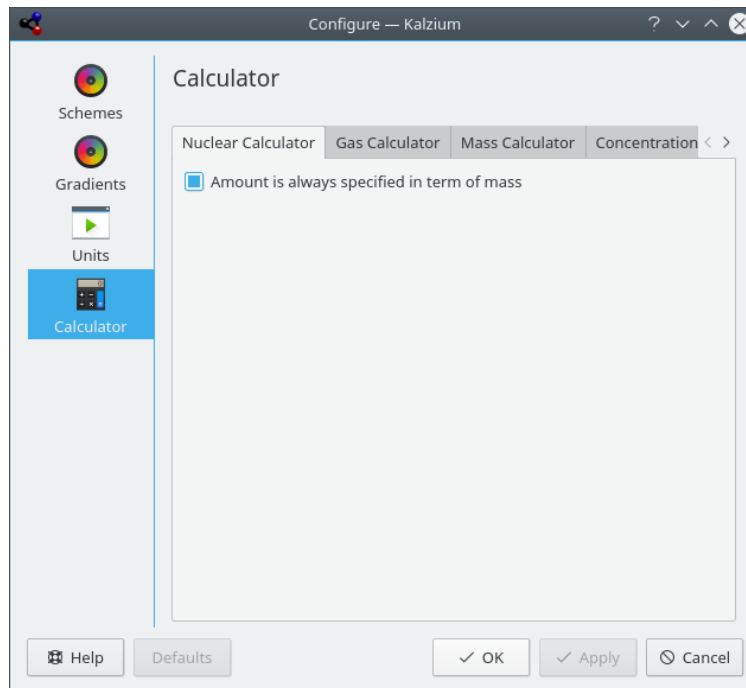 Configure — Kalzium
Schemes
Gradients
Units
Calculator
Calculator
Nuclear Calculator Gas Calculator Mass Calculator Concentration
Amount is always specified in term of mass
Help Defaults OK Apply Cancel